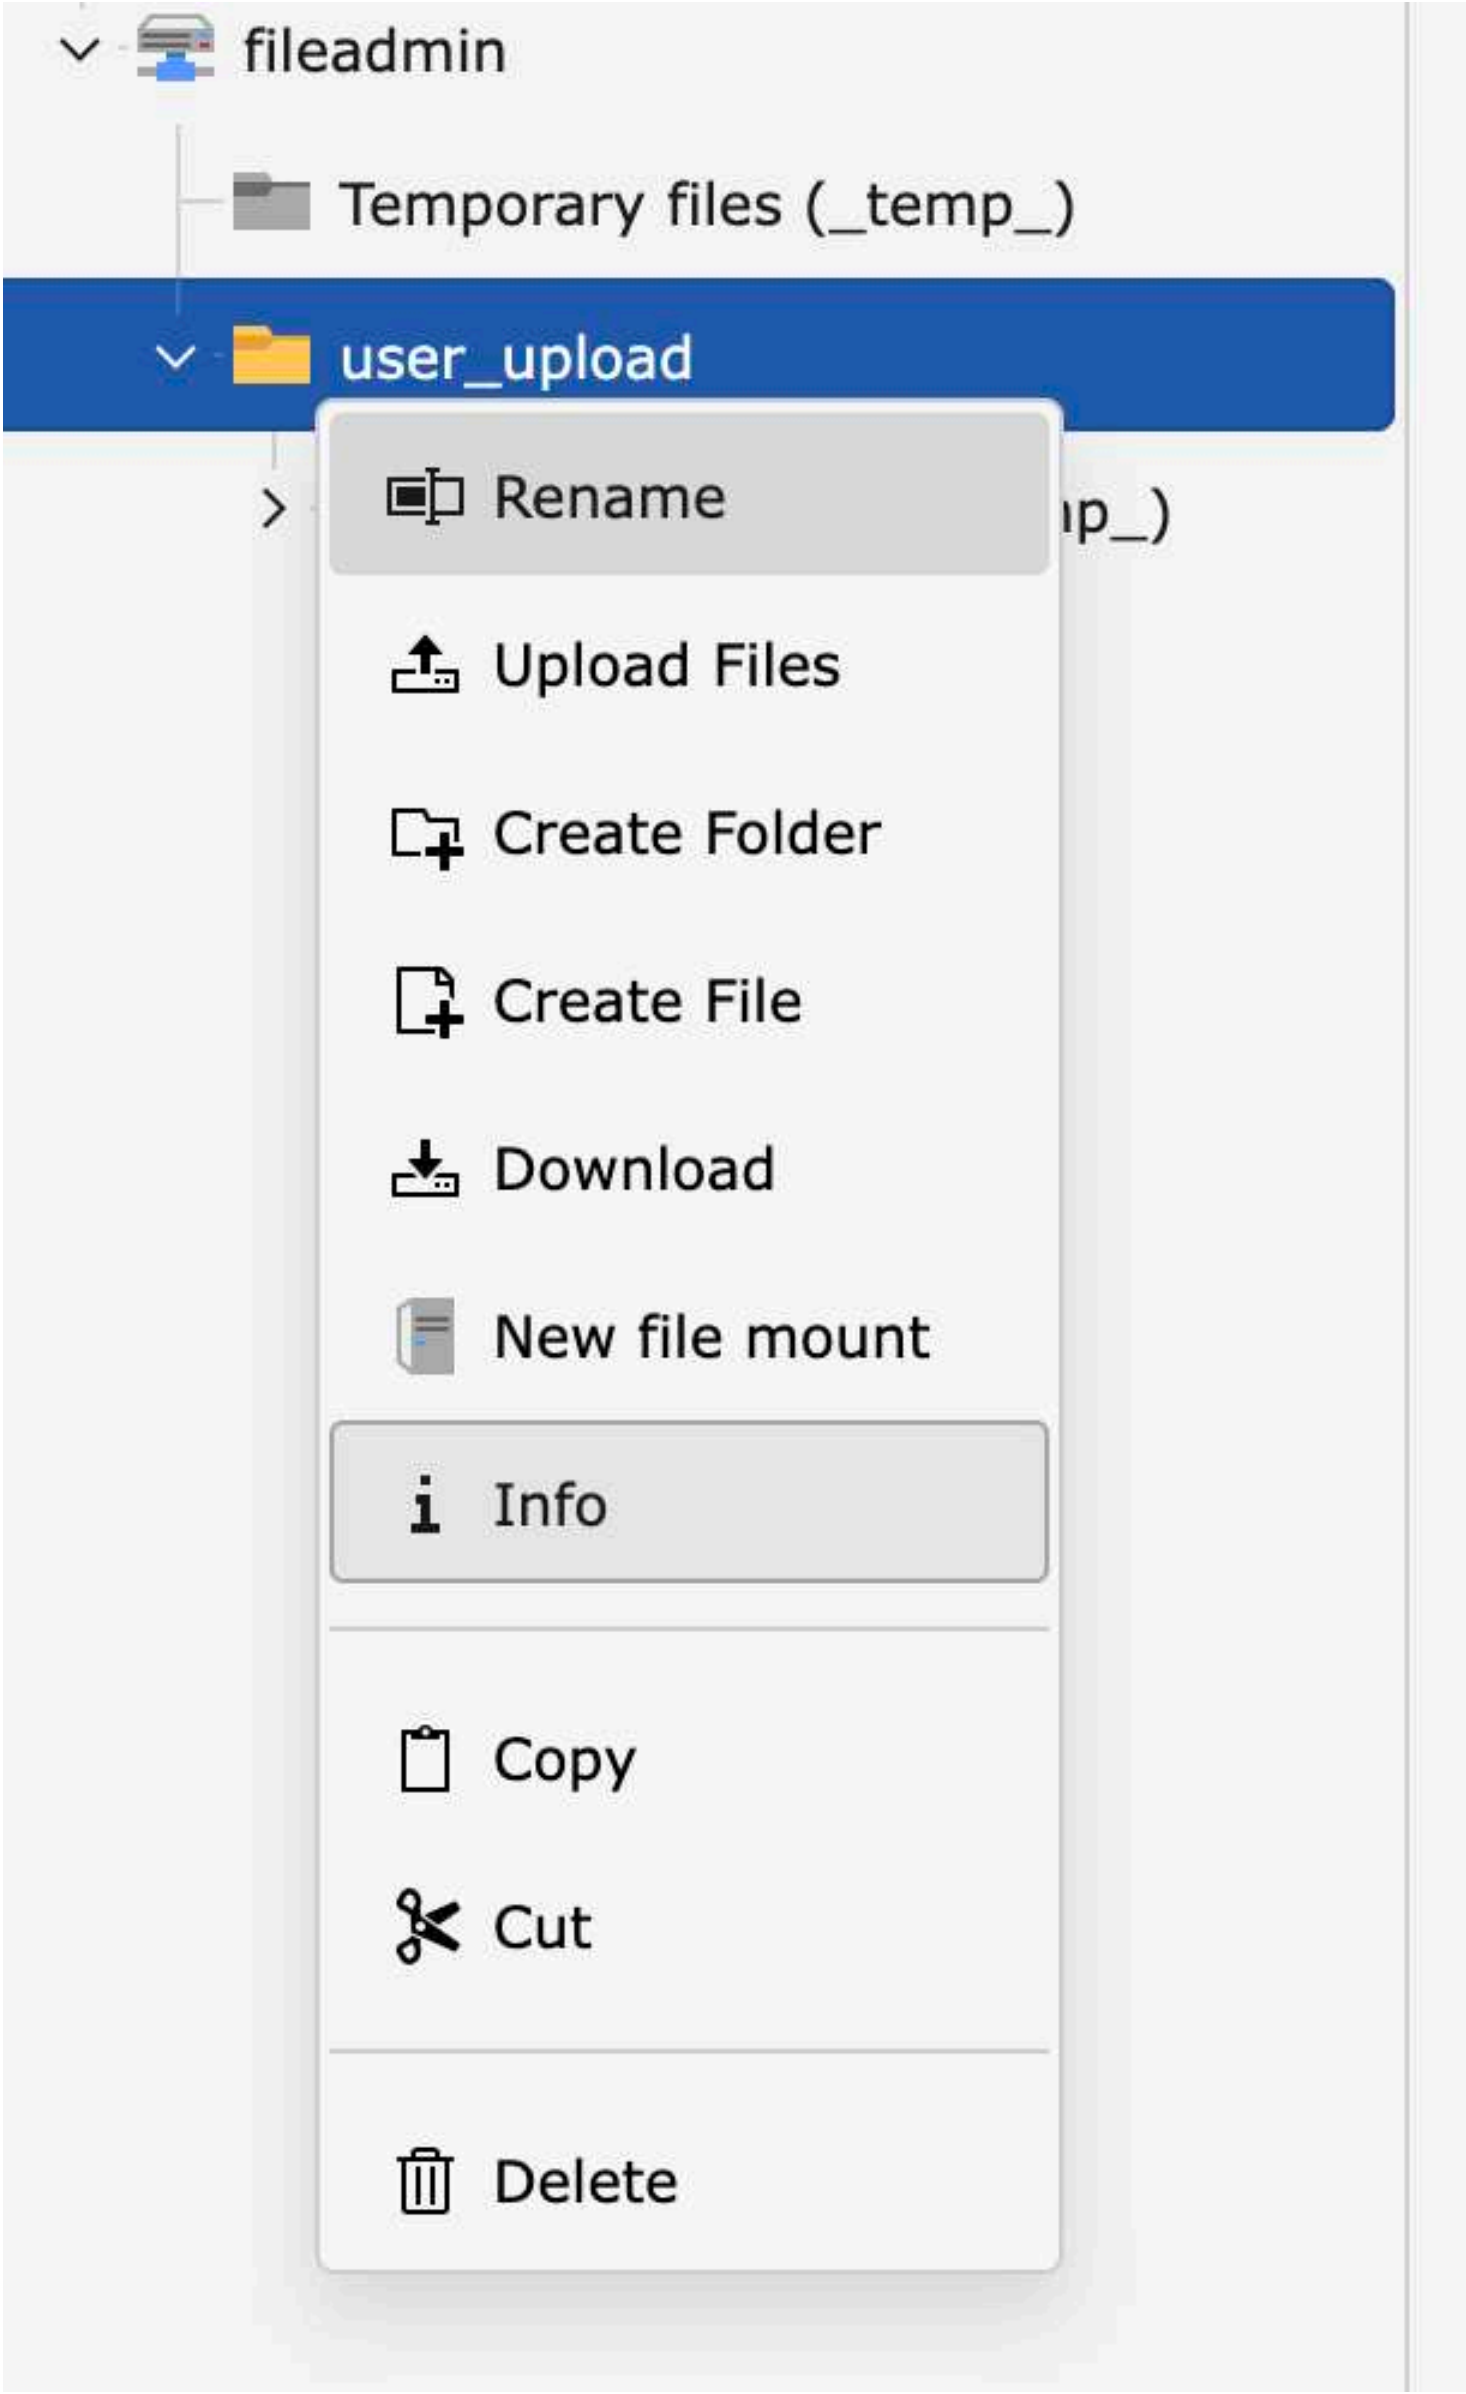 fileadmin
Temporary files (_temp_)
user_upload
Rename
p_)
Upload Files
Create Folder
Create File
Download
New file mount
Info
Copy
Cut
Delete